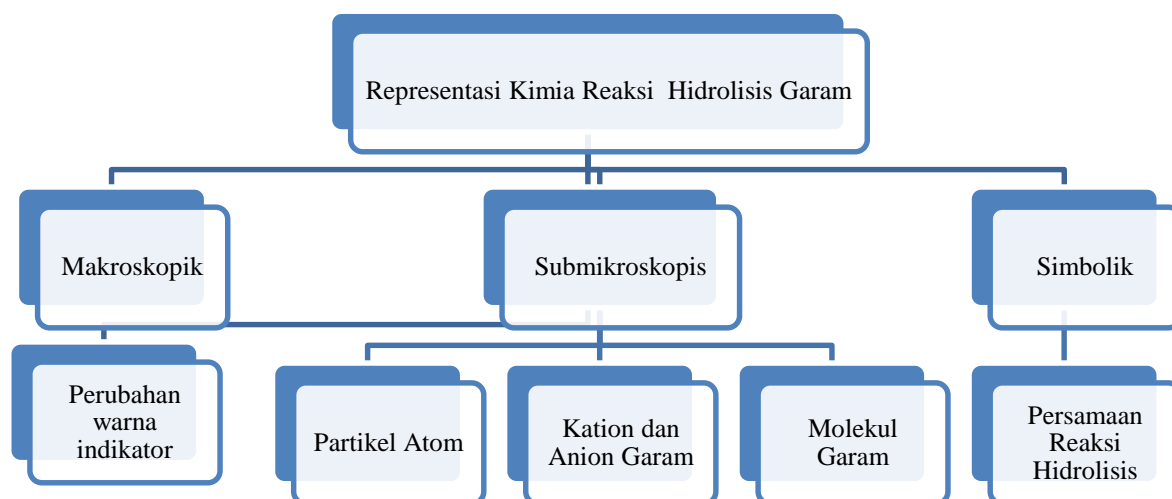 Representasi Kimia Reaksi Hidrolisis Garam
Makroskopik
Submikroskopis
Simbolik
Perubahan
warna
indikator
Partikel Atom
Kation dan
Anion Garam
Molekul
Garam
Persamaan
Reaksi
Hidrolisis